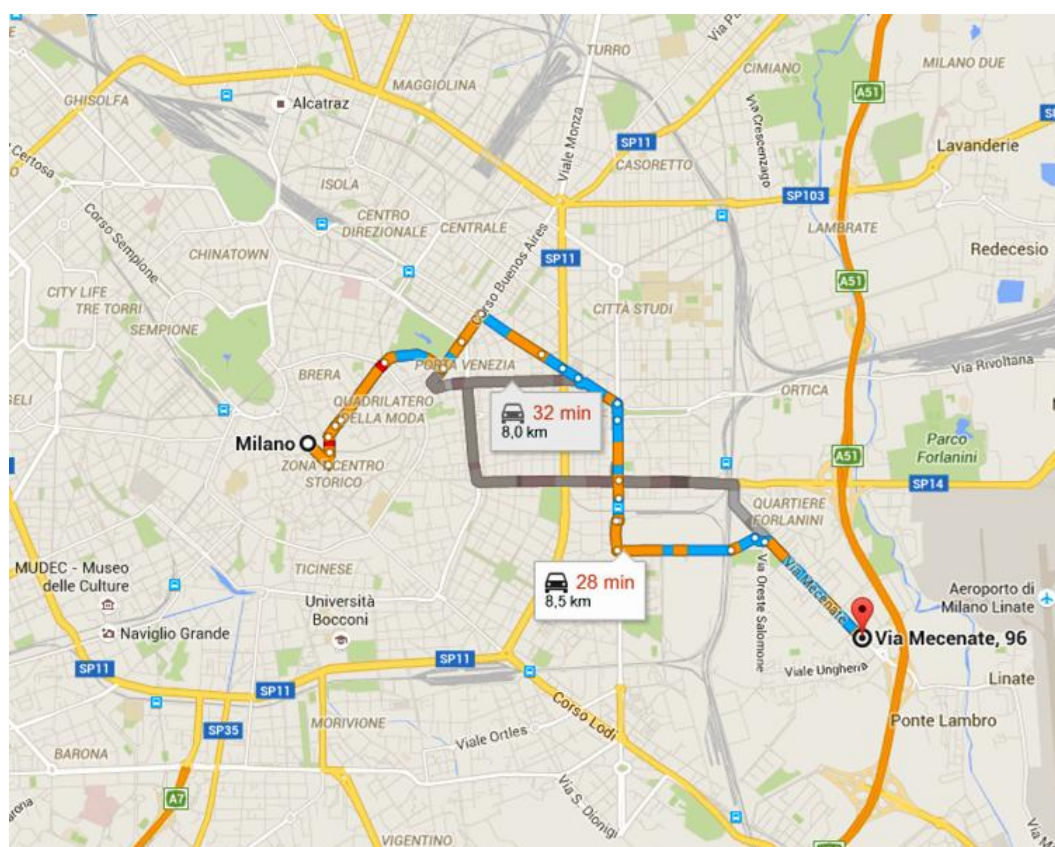 TURRO
CIMIANO
MILANO DUE
MAGGIOLINA
GHISOLFA
Alcatraz
A51
Viale Monza
Via Crescenzago
SP11
Lavanderie
CASORETTO
Certosa
ISOLA
SP103
CENTRO
DIREZIONALE
CENTRALE
LAMBRATE
Corso Sempione
CHINATOWN
Corso Buenos Aires
SP11
Redecesio
A51
CITY LIFE
TRE TORRI
CITTÀ STUDI
SEMPIONE
BRERA
PORTA VENEZIA
Via Rivoltana
ORTICA
QUADRILATERO
DELLA MODA
32 min
8,0 km
Milano
Parco
Forlanini
A51
ZONA 1 CENTRO
STORICO
SP14
QUARTIERE
FORLANINI
MUDEC - Museo
delle Culture
TICINESE
28 min
8,5 km
Via Mecenate
Via Oreste Salomone
Aeroporto di
Milano Linate
Università
Bocconi
Naviglio Grande
Via Mecenate, 96
SP11
Viale Ungheria
Linate
SP11
SP11
Corso Lodi
Ponte Lambro
SP35
MORIVIONE
Viale Ortles
BARONA
Via S. Dionigi
A7
VIGENTINO